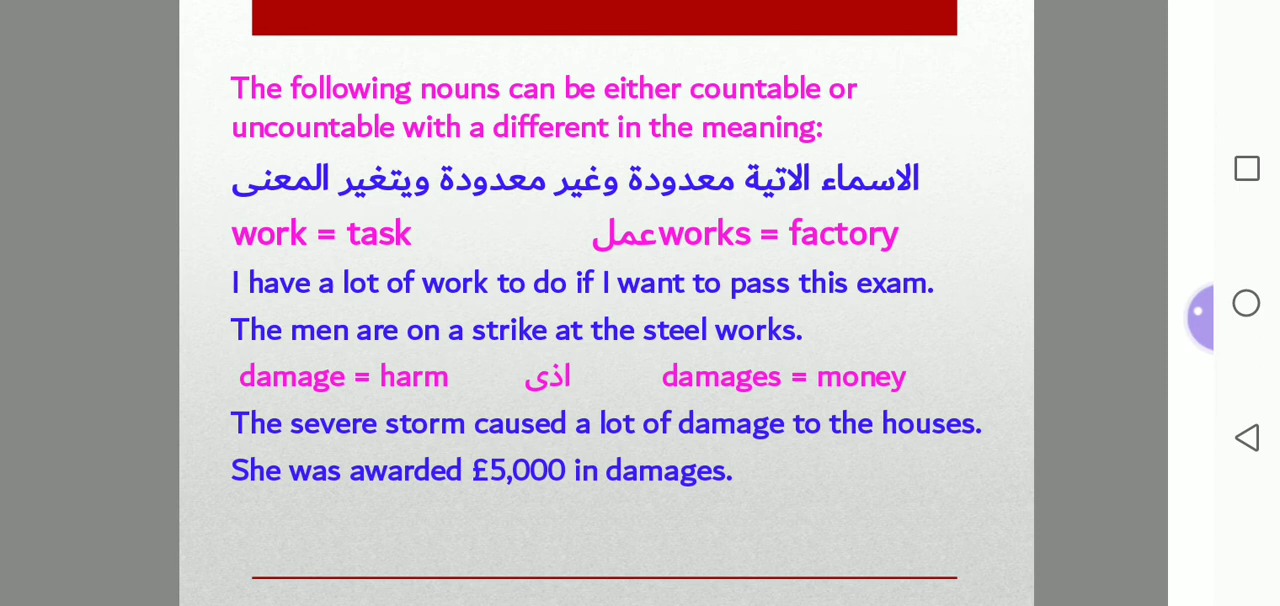 The following nouns can be either countable or
uncountable with a different in the meaning:
الاسماء الاتية معدودة وغير معدودة ويتغير المعنى
work = task عمل works = factory
I have a lot of work to do if I want to pass this exam.
The men are on a strike at the steel works.
damage = harm اذى damages = money
The severe storm caused a lot of damage to the houses.
She was awarded £5,000 in damages.